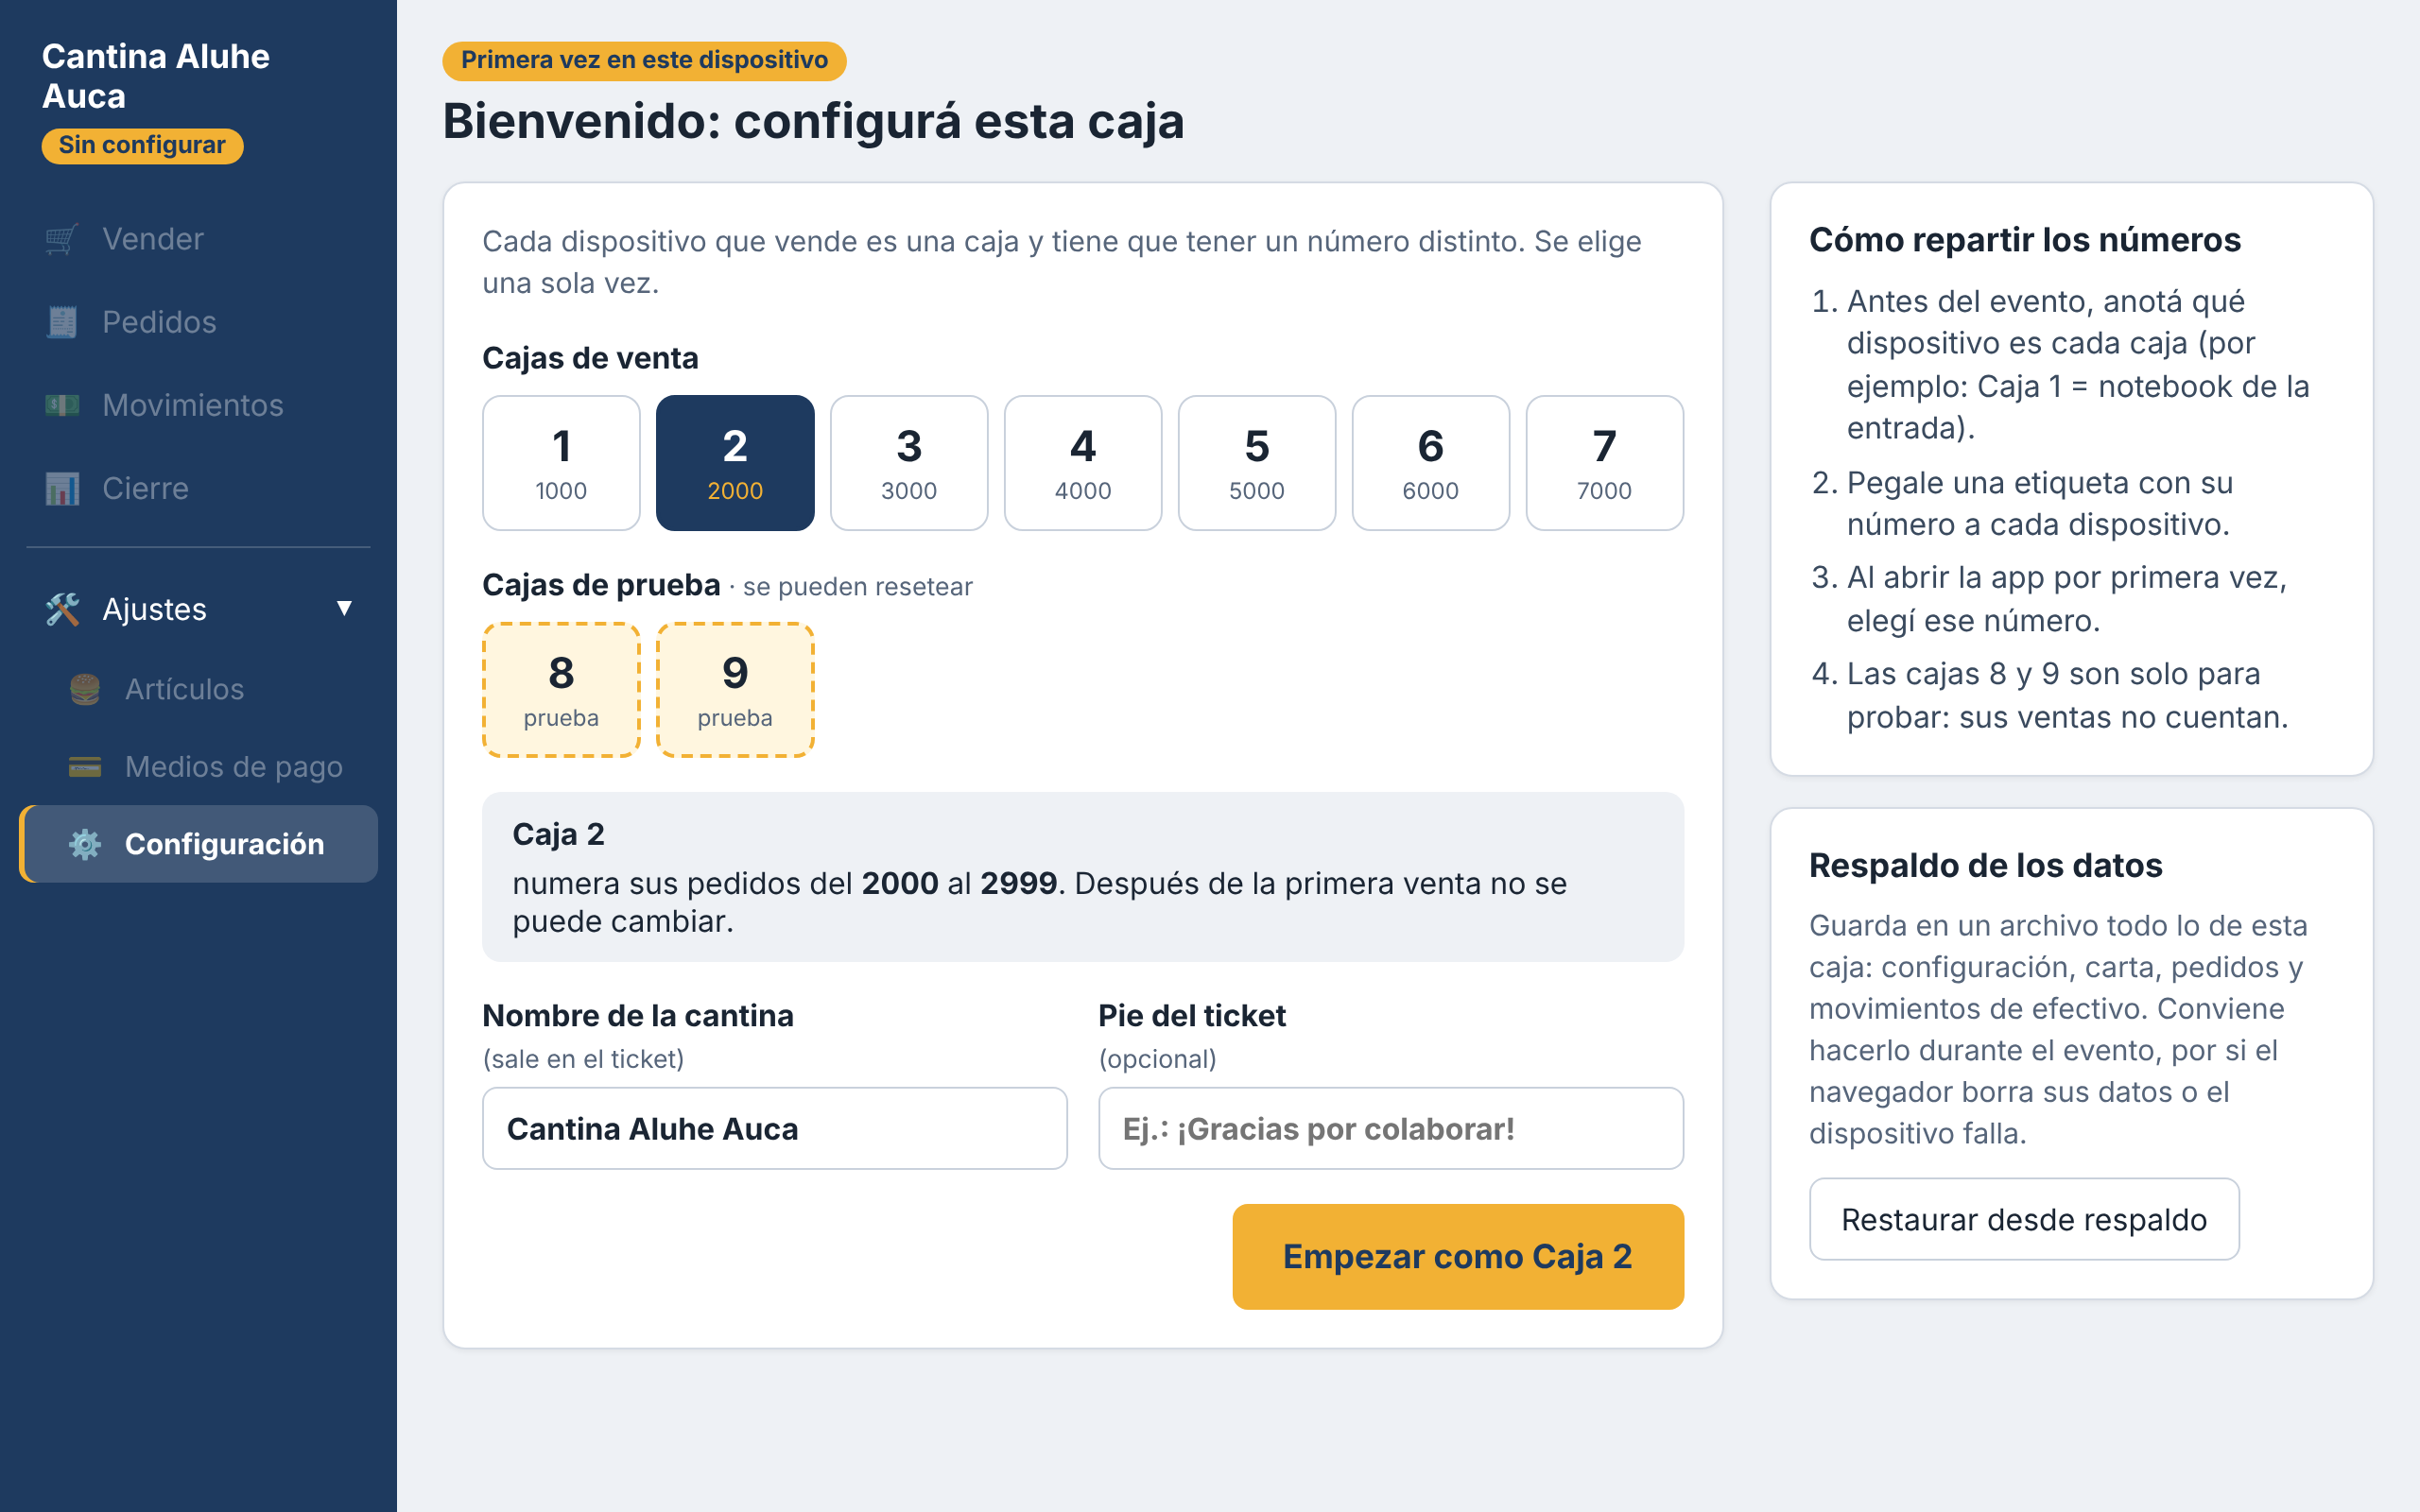 Cantina Aluhe
Auca
Sin configurar
Vender
Pedidos
Movimientos
Cierre
Ajustes
Artículos
Medios de pago
Configuración
Primera vez en este dispositivo
Bienvenido: configurá esta caja
Cada dispositivo que vende es una caja y tiene que tener un número distinto. Se elige
una sola vez.
Cajas de venta
1 2 3 4 5 6 7
1000 2000 3000 4000 5000 6000 7000
Cajas de prueba · se pueden resetear
8 9
prueba prueba
Caja 2
numera sus pedidos del 2000 al 2999. Después de la primera venta no se
puede cambiar.
Nombre de la cantina
(sale en el ticket)
Cantina Aluhe Auca
Pie del ticket
(opcional)
Ej.: ¡Gracias por colaborar!
Empezar como Caja 2
Cómo repartir los números
1. Antes del evento, anotá qué
dispositivo es cada caja (por
ejemplo: Caja 1 = notebook de la
entrada).
2. Pegale una etiqueta con su
número a cada dispositivo.
3. Al abrir la app por primera vez,
elegí ese número.
4. Las cajas 8 y 9 son solo para
probar: sus ventas no cuentan.
Respaldo de los datos
Guarda en un archivo todo lo de esta
caja: configuración, carta, pedidos y
movimientos de efectivo. Conviene
hacerlo durante el evento, por si el
navegador borra sus datos o el
dispositivo falla.
Restaurar desde respaldo